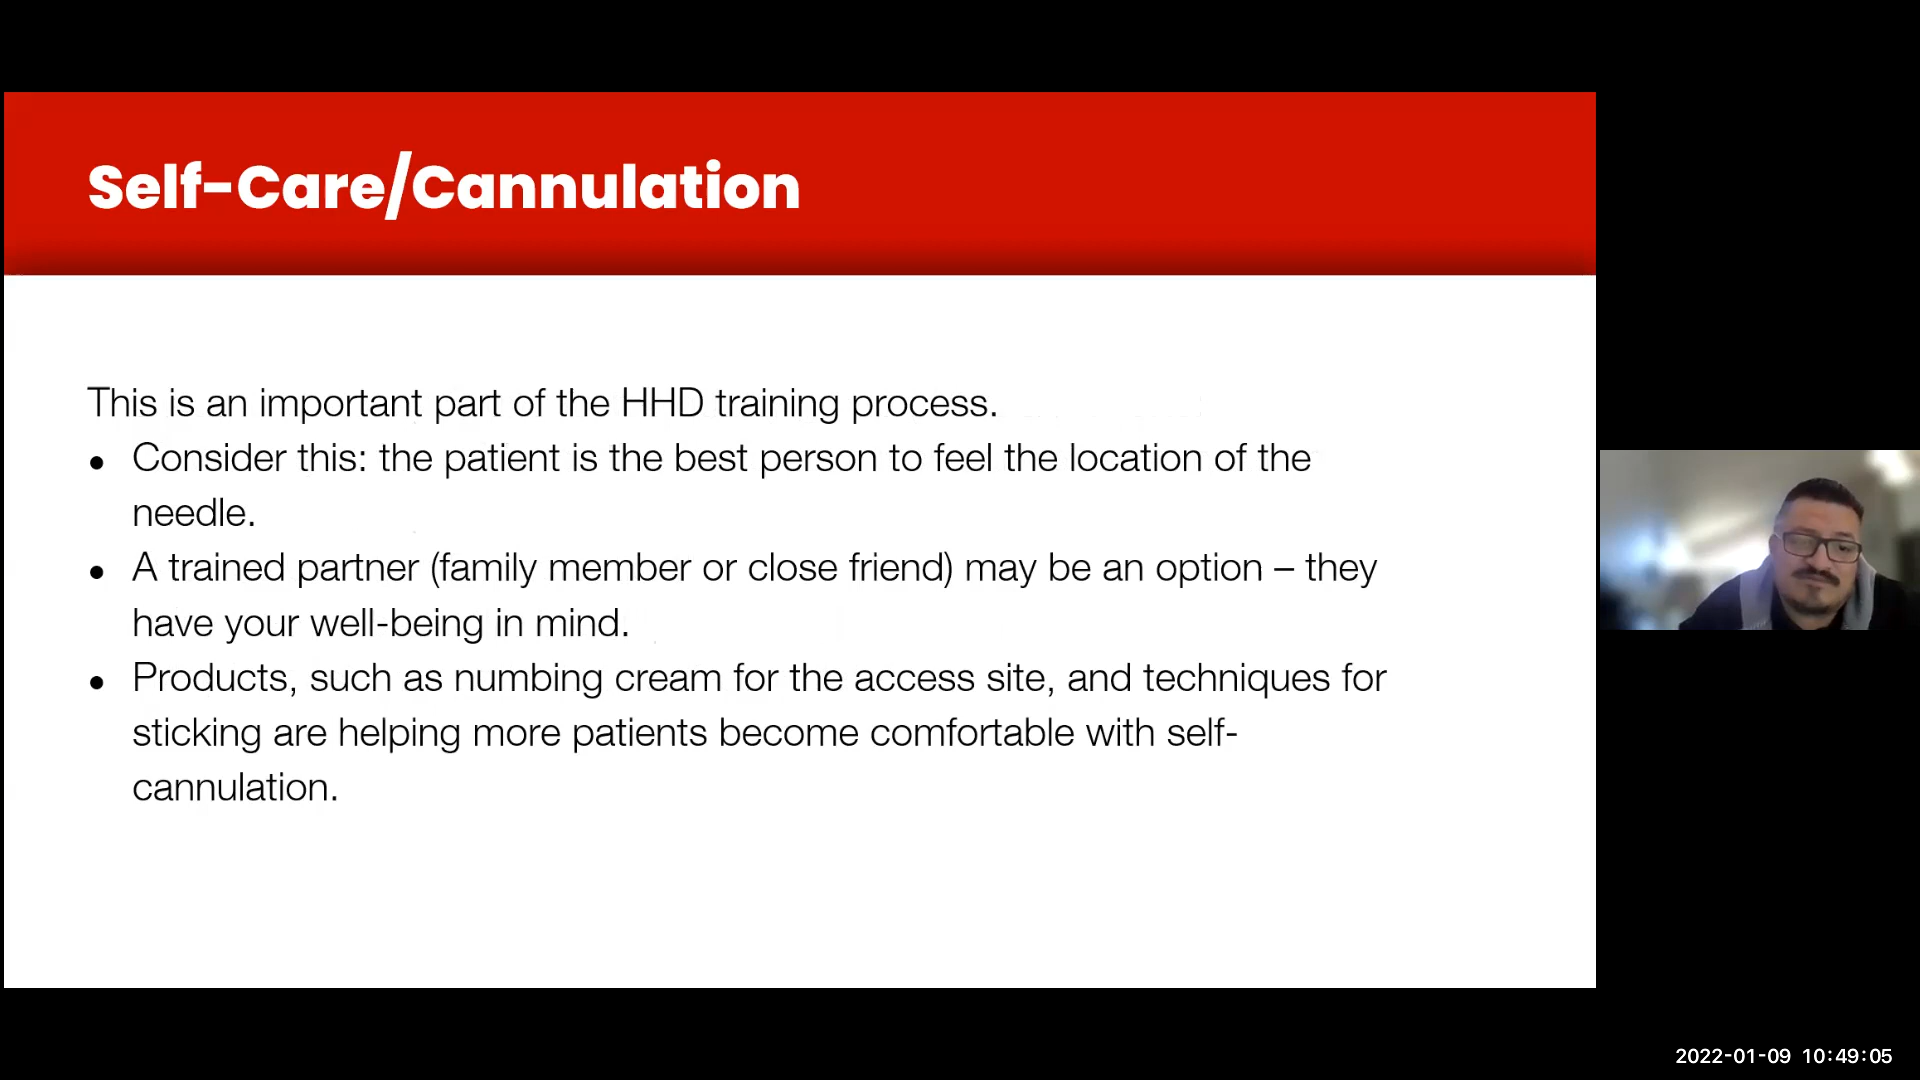 Self-Care/Cannulation
This is an important part of the HHD training process.
• Consider this: the patient is the best person to feel the location of the
needle.
• A trained partner (family member or close friend) may be an option – they
have your well-being in mind.
• Products, such as numbing cream for the access site, and techniques for
sticking are helping more patients become comfortable with self-
cannulation.
2022-01-09 10:49:05